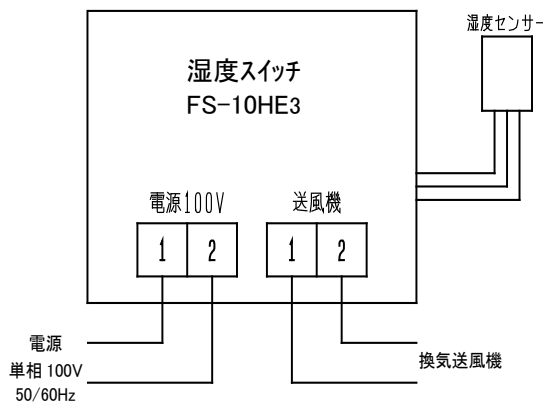 湿度センサー
湿度スイッチ
FS-10HE3
電源100V
送風機
1
2
1
2
電源
単相 100V
50/60Hz
換気送風機